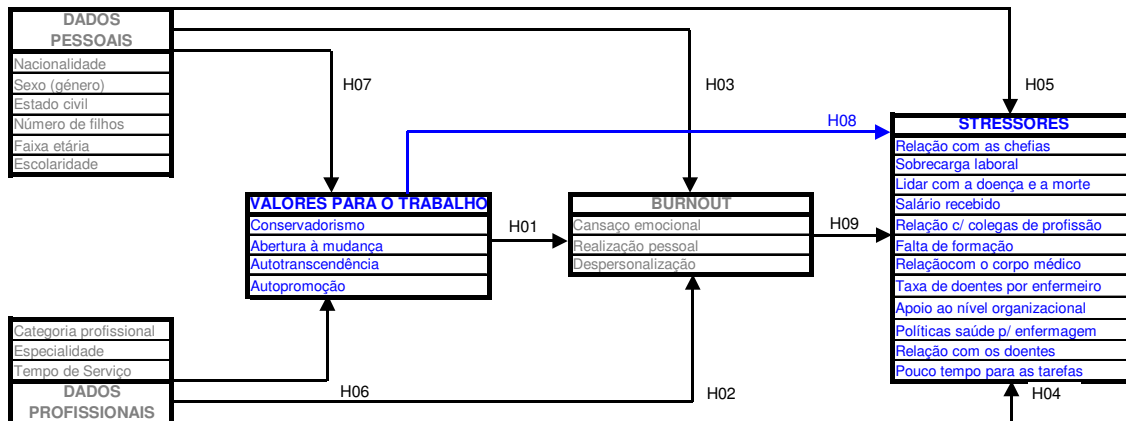 DADOS
PESSOAIS
Nacionalidade
Sexo (género)
Estado civil
Número de filhos
Faixa etária
Escolaridade
H07
H03
H05
H08
STRESSORES
Relação com as chefias
Sobrecarga laboral
Lidar com a doença e a morte
Salário recebido
Relação c/ colegas de profissão
Falta de formação
Relaçãocom o corpo médico
Taxa de doentes por enfermeiro
Apoio ao nível organizacional
Políticas saúde p/ enfermagem
Relação com os doentes
Pouco tempo para as tarefas
VALORES PARA O TRABALHO
Conservadorismo
Abertura à mudança
Autotranscendência
Autopromoção
H01
BURNOUT
Cansaço emocional
Realização pessoal
Despersonalização
H09
Categoria profissional
Especialidade
Tempo de Serviço
DADOS
PROFISSIONAIS
H06
H02
H04